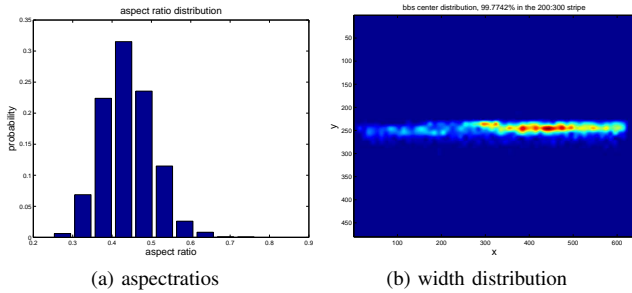 aspect ratio distribution
0.35
0.3
0.25
0.2
0.15
0.1
0.05
0
probability
0.2 0.3 0.4 0.5 0.6 0.7 0.8 0.9
aspect ratio
(a) aspectratios
bbs center distribution, 99.7742% in the 200:300 stripe
50
100
150
200
250
300
350
400
450
y
100 200 300 400 500 600
x
(b) width distribution